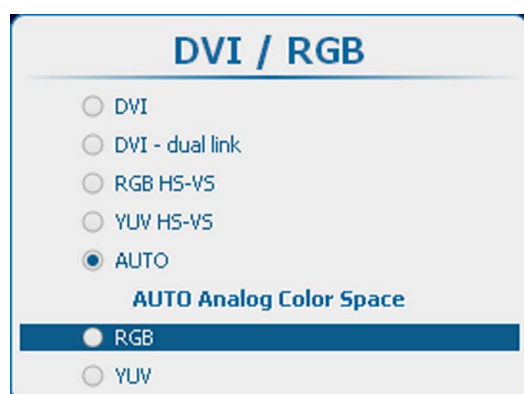 DVI / RGB
DVI
DVI - dual link
RGB HS-VS
YUV HS-VS
AUTO
AUTO Analog Color Space
RGB
YUV